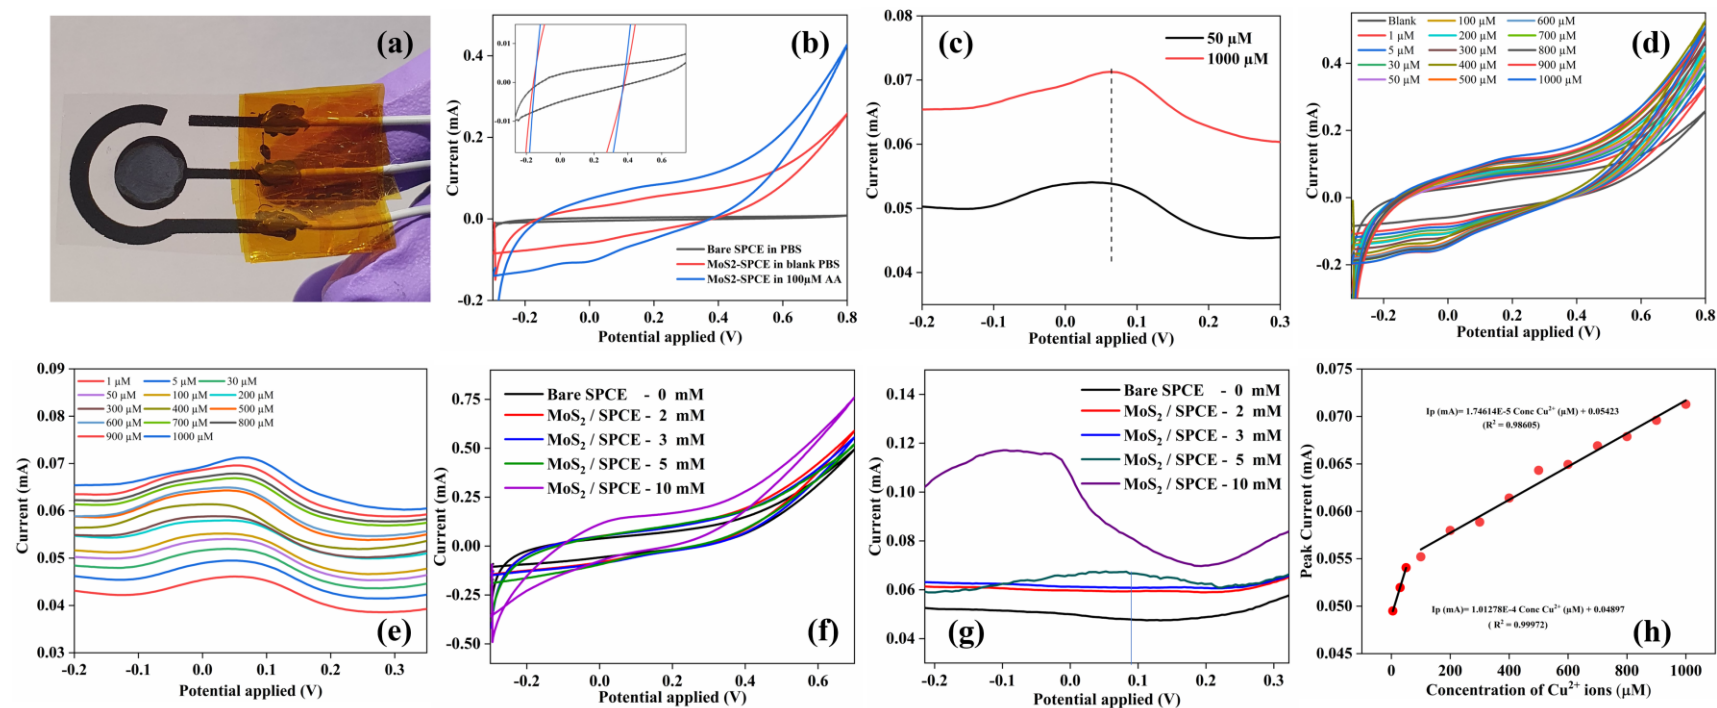 (a)
(b)
0.4
0.2
0.0
-0.2
Current (mA)
-0.2 0.0 0.2 0.4 0.6 0.8
Potential applied (V)
0.01
0.00
-0.01
-0.2 0.0 0.2 0.4 0.6
Bare SPCE in PBS
MoS2-SPCE in blank PBS
MoS2-SPCE in 100µM AA
(c)
0.08
0.07
0.06
0.05
0.04
Current (mA)
50 µM
1000 µM
-0.2 -0.1 0.0 0.1 0.2 0.3
Potential applied (V)
(d)
Blank 100 µM 600 µM
1 µM 200 µM 700 µM
5 µM 300 µM 800 µM
30 µM 400 µM 900 µM
50 µM 500 µM 1000 µM
0.4
0.2
0.0
-0.2
Current (mA)
-0.2 0.0 0.2 0.4 0.6 0.8
Potential applied (V)
0.09
0.08
0.07
0.06
0.05
0.04
0.03
Current (mA)
1 µM 5 µM 30 µM
50 µM 100 µM 200 µM
300 µM 400 µM 500 µM
600 µM 700 µM 800 µM
900 µM 1000 µM
(e)
-0.2 -0.1 0.0 0.1 0.2 0.3
Potential applied (V)
0.75
0.50
0.25
0.00
-0.25
-0.50
Current (mA)
Bare SPCE - 0 mM
MoS2 / SPCE - 2 mM
MoS2 / SPCE - 3 mM
MoS2 / SPCE - 5 mM
MoS2 / SPCE - 10 mM
(f)
-0.2 0.0 0.2 0.4 0.6
Potential applied (V)
0.14
0.12
0.10
0.08
0.06
0.04
Current (mA)
Bare SPCE - 0 mM
MoS2 / SPCE - 2 mM
MoS2 / SPCE - 3 mM
MoS2 / SPCE - 5 mM
MoS2 / SPCE - 10 mM
(g)
-0.2 -0.1 0.0 0.1 0.2 0.3
Potential applied (V)
0.075
0.070
0.065
0.060
0.055
0.050
0.045
Peak Current (mA)
Ip (mA)= 1.74614E-5 Conc Cu²⁺ (µM) + 0.05423
(R² = 0.98605)
Ip (mA)= 1.01278E-4 Conc Cu²⁺ (µM) + 0.04897
( R² = 0.99972)
(h)
0 200 400 600 800 1000
Concentration of Cu²⁺ ions (µM)